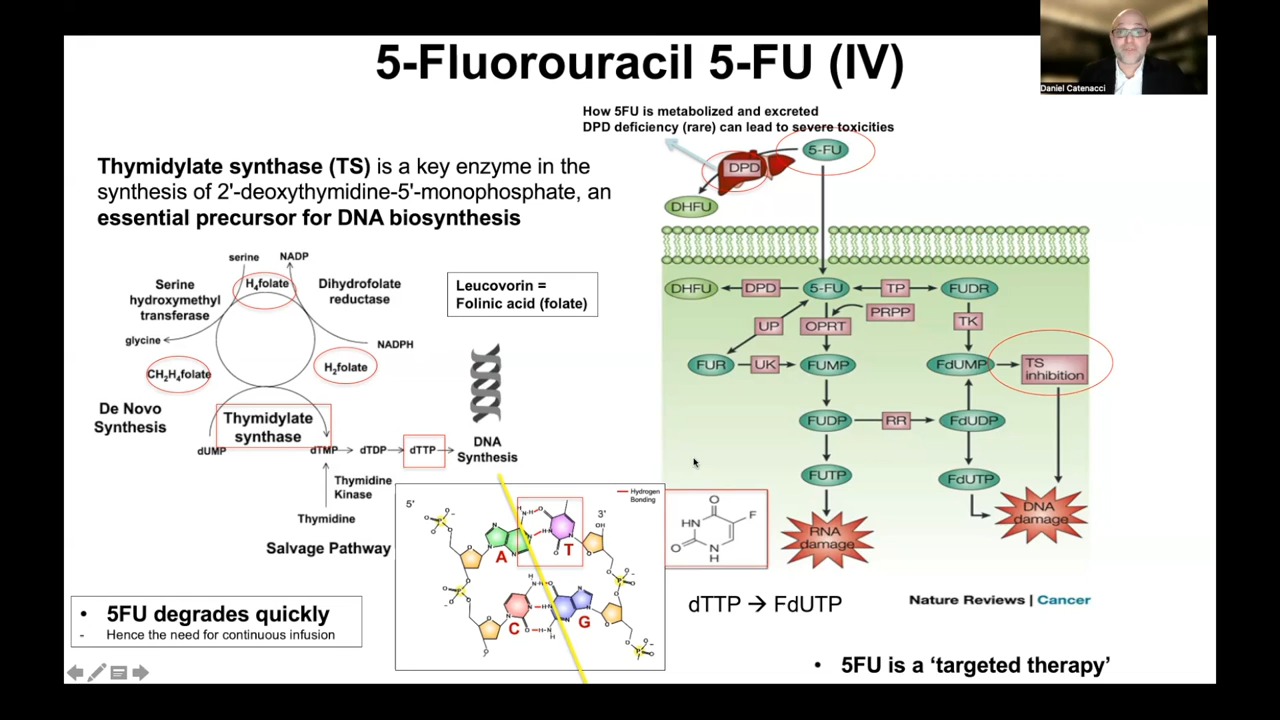 5-Fluorouracil 5-FU (IV)
Daniel Catenacci
How 5FU is metabolized and excreted
DPD deficiency (rare) can lead to severe toxicities
Thymidylate synthase (TS) is a key enzyme in the
synthesis of 2'-deoxythymidine-5'-monophosphate, an
essential precursor for DNA biosynthesis
serine
NADP
Serine
hydroxymethyl
transferase
H4folate
Dihydrofolate
reductase
glycine
NADPH
CH2H4folate
H2folate
De Novo
Synthesis
Thymidylate
synthase
dUMP
dTMP
dTDP
dTTP
DNA
Synthesis
Thymidine
Kinase
Thymidine
Salvage Pathway
Leucovorin =
Folinic acid (folate)
5'
Hydrogen
Bonding
3'
OH
A
T
C
G
P
P
P
P
• 5FU degrades quickly
- Hence the need for continuous infusion
5-FU
DPD
DHFU
DHFU
DPD
5-FU
TP
FUDR
UP
OPRT
PRPP
TK
FUR
UK
FUMP
FdUMP
TS
inhibition
FUDP
RR
FdUDP
FUTP
FdUTP
RNA
damage
DNA
damage
O
F
HN
O
N
H
dTTP → FdUTP
Nature Reviews | Cancer
• 5FU is a 'targeted therapy'